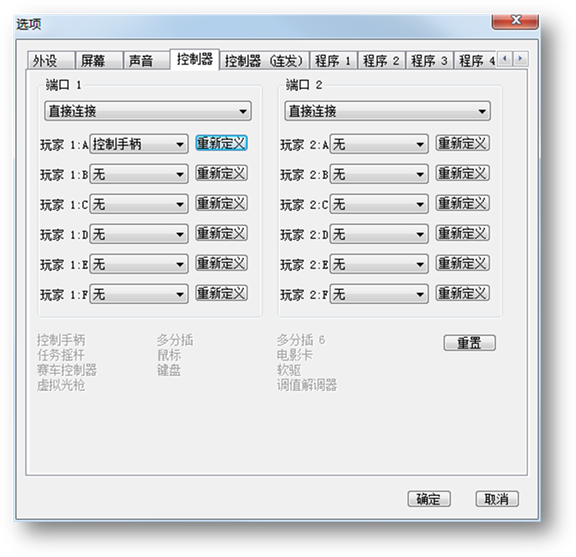 选项
外设 屏幕 声音 控制器 控制器 (连发) 程序 1 程序 2 程序 3 程序 4
端口 1 端口 2
直接连接 直接连接
玩家 1:A 控制手柄 重新定义 玩家 2:A 无 重新定义
玩家 1:B 无 重新定义 玩家 2:B 无 重新定义
玩家 1:C 无 重新定义 玩家 2:C 无 重新定义
玩家 1:D 无 重新定义 玩家 2:D 无 重新定义
玩家 1:E 无 重新定义 玩家 2:E 无 重新定义
玩家 1:F 无 重新定义 玩家 2:F 无 重新定义
控制手柄 多分插 多分插 6 重置
任务摇杆 鼠标 电影卡
赛车控制器 键盘 软驱
虚拟光枪 调值解调器
确定 取消